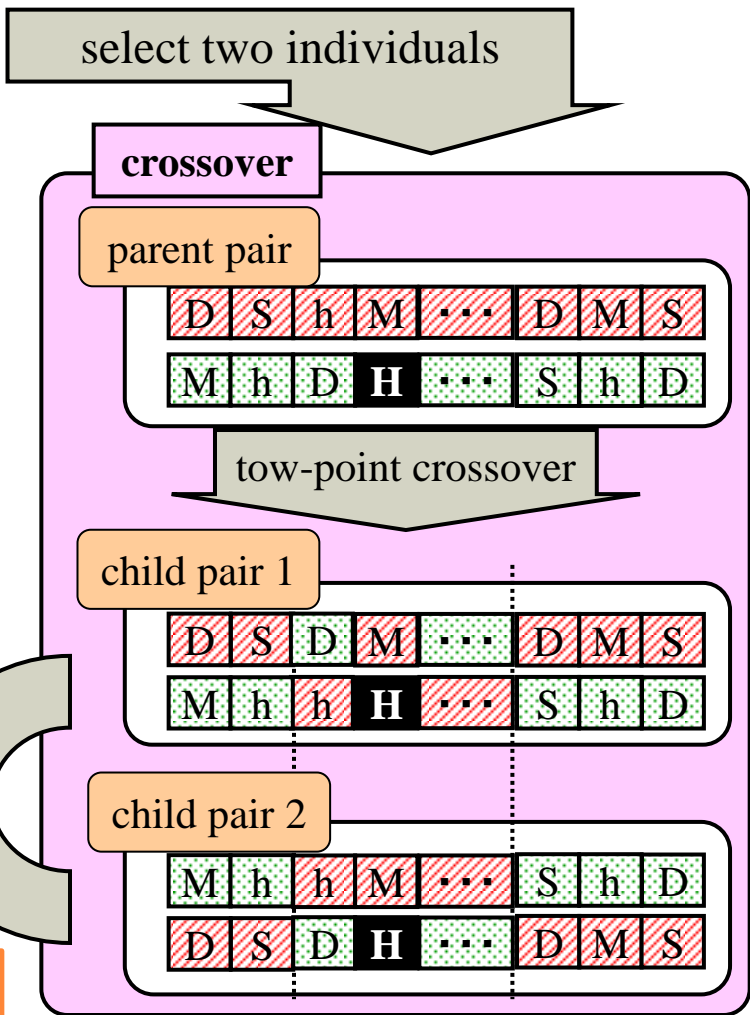 select two individuals
crossover
parent pair
D S h M ··· D M S
M h D H ··· S h D
tow-point crossover
child pair 1
D S D M ··· D M S
M h h H ··· S h D
child pair 2
M h h M ··· S h D
D S D H ··· D M S